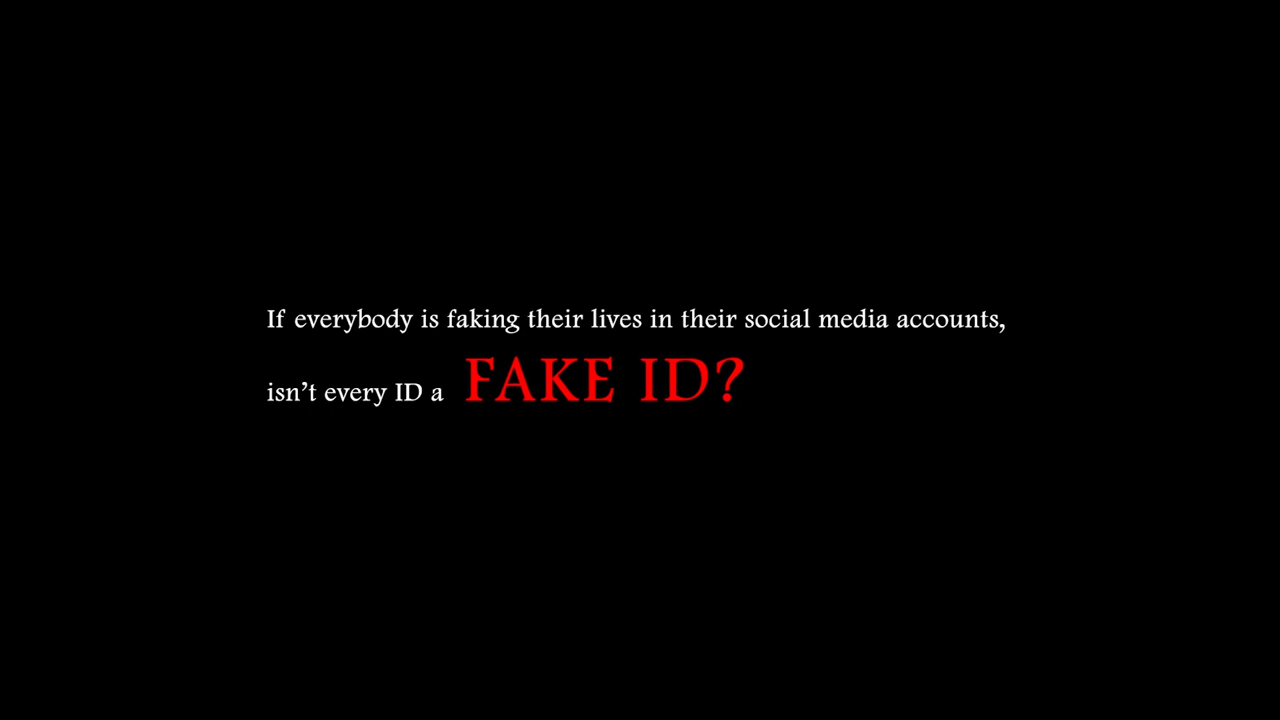 If everybody is faking their lives in their social media accounts,
isn’t every ID a FAKE ID?